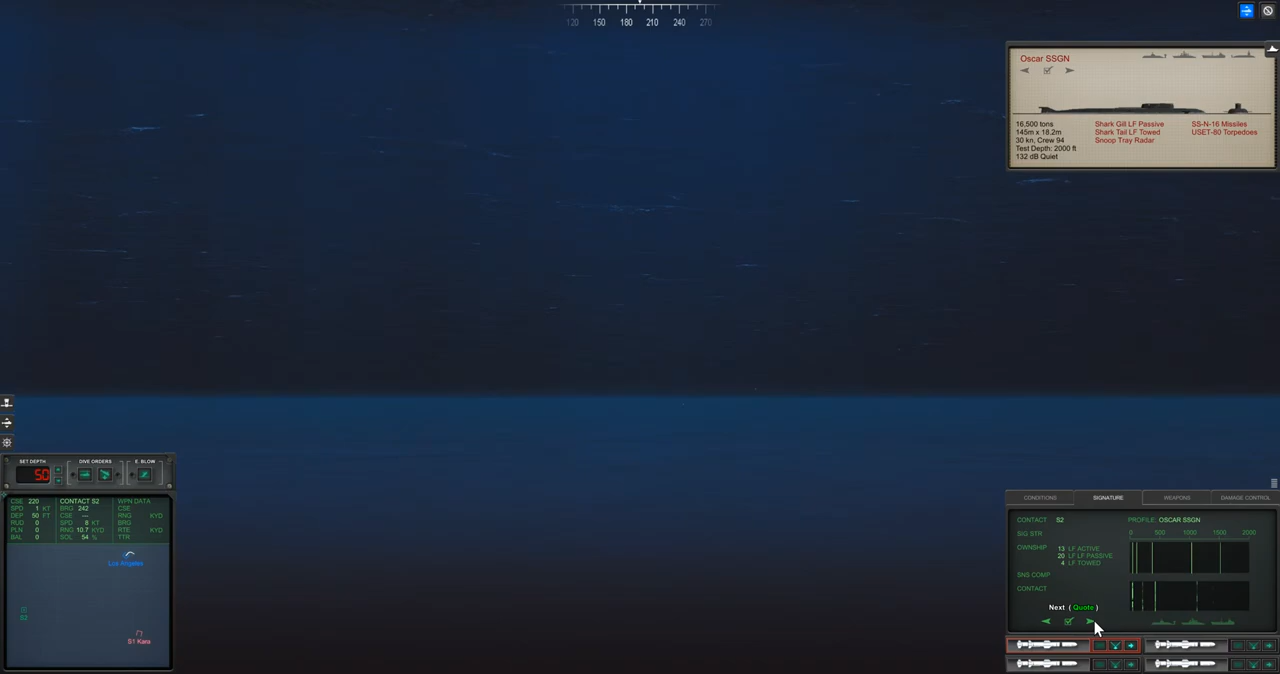 120 150 180 210 240 270
Oscar SSGN
16,500 tons
145m x 18.2m
30 kn, Crew 94
Test Depth: 2000 ft
132 dB Quiet
Shark Gill LF Passive
Shark Tail LF Towed
Snoop Tray Radar
SS-N-16 Missiles
USET-80 Torpedoes
SET DEPTH
50
DIVE ORDERS
E. BLOW
CSE 220
SPD 1 KT
DEP 50 FT
RUD 0
PLN 0
BAL 0
CONTACT S2
BRG 242
CSE ---
SPD 8 KT
RNG 10.7 KYD
SOL 54 %
WPN DATA
CSE
RNG KYD
BRG
RTE KYD
TTR
Los Angeles
S2
S1 Kara
CONDITIONS
SIGNATURE
WEAPONS
DAMAGE CONTROL
CONTACT S2
PROFILE: OSCAR SSGN
SIG STR
0 500 1000 1500 2000
OWNSHIP
13 LF ACTIVE
20 LF LF PASSIVE
4 LF TOWED
SNS COMP
CONTACT
Next ( Quote )